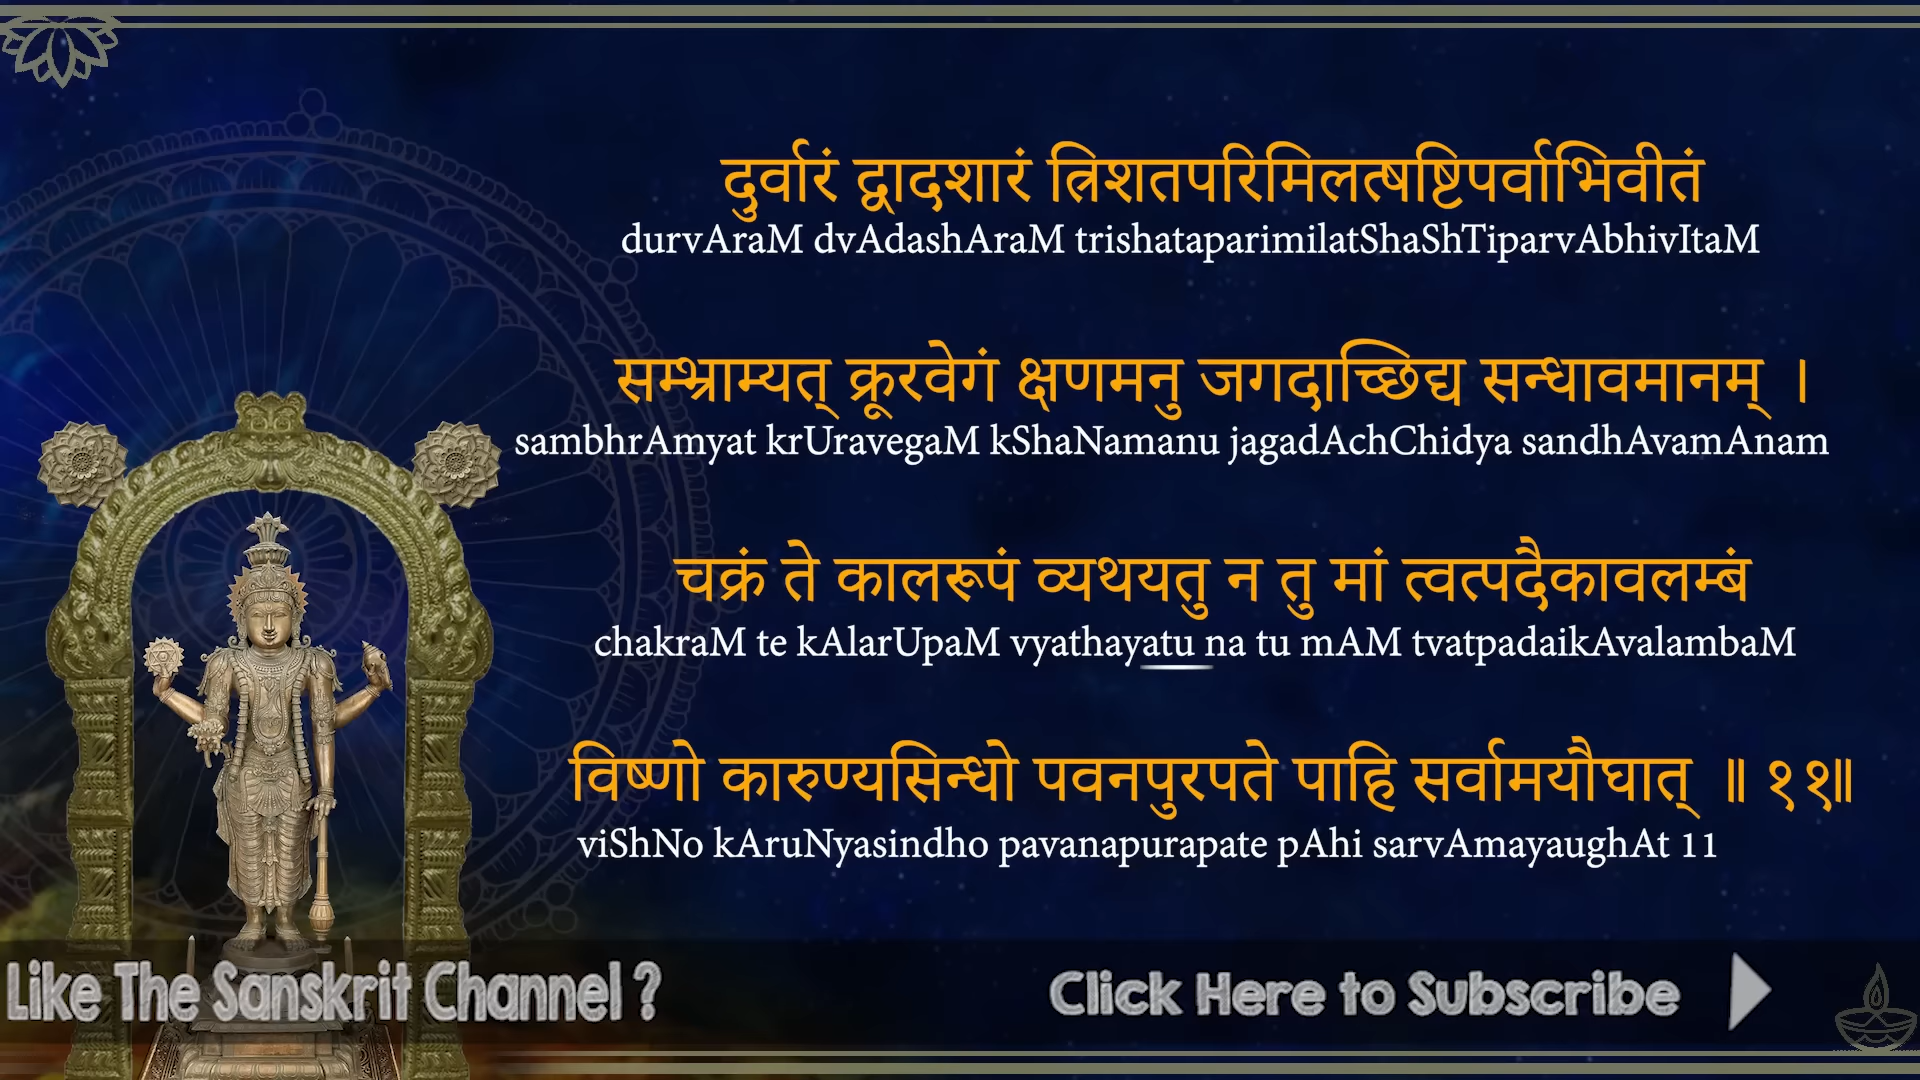 दुर्वारं द्वादशारं त्रिशतपरिमिलत्षष्टिपर्वाभिवीतं
durvAraM dvAdashAraM trishataparimilatShaShTiparvAbhivItaM
सम्भ्राम्यत् क्रूरवेगं क्षणमनु जगदाच्छिद्य सन्धावमानम् ।
sambhrAmyat krUravegaM kShaNamanu jagadAchChidya sandhAvamAnam
चक्रं ते कालरूपं व्यथयतु न तु मां त्वत्पदैकावलम्बं
chakraM te kAlarUpaM vyathayatu na tu mAM tvatpadaikAvalambaM
विष्णो कारुण्यसिन्धो पवनपुरपते पाहि सर्वामयौघात् ॥ ११॥
viShNo kAruNyasindho pavanapurapate pAhi sarvAmayaughAt 11
Like The Sanskrit Channel ?
Click Here to Subscribe